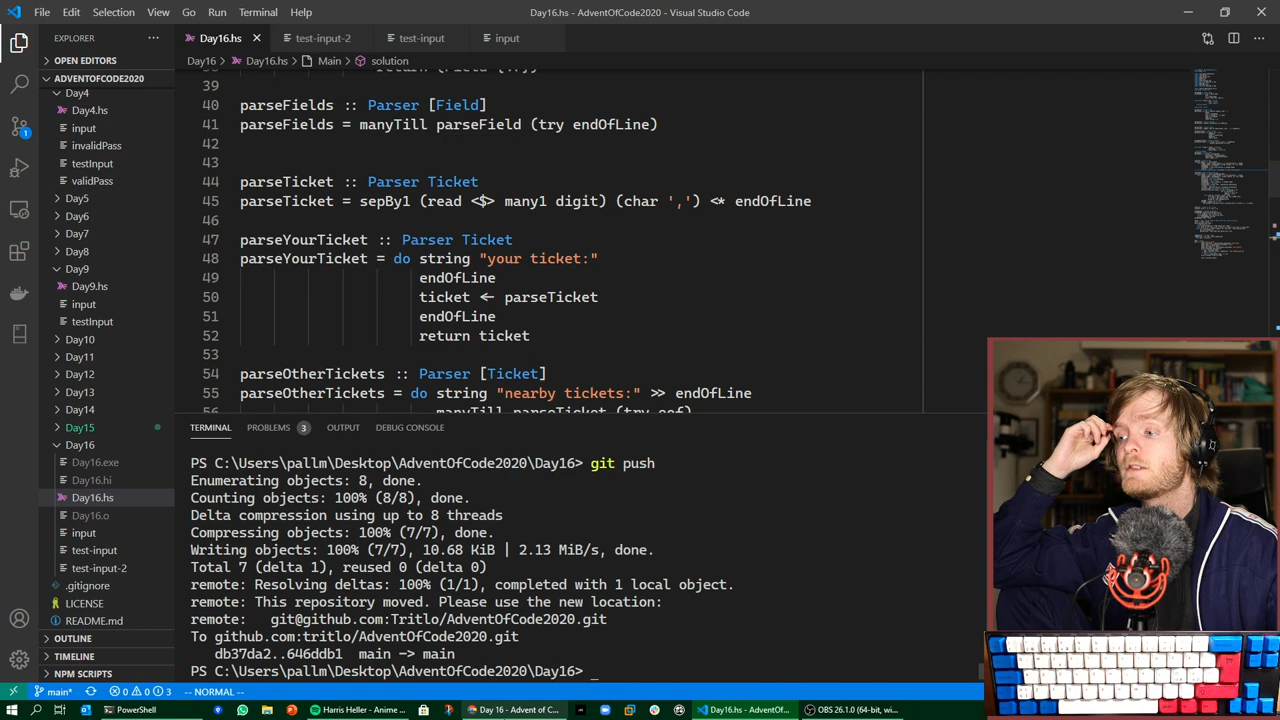 File Edit Selection View Go Run Terminal Help
Day16.hs - AdventOfCode2020 - Visual Studio Code
EXPLORER
Day16.hs
test-input-2
test-input
input
OPEN EDITORS
Day16 > Day16.hs > Main > solution
ADVENTOFCODE2020
Day4
Day4.hs
input
invalidPass
testInput
validPass
Day5
Day6
Day7
Day8
Day9
Day9.hs
input
testInput
Day10
Day11
Day12
Day13
Day14
Day15
Day16
Day16.exe
Day16.hi
Day16.hs
Day16.o
input
test-input
test-input-2
.gitignore
LICENSE
README.md
OUTLINE
TIMELINE
NPM SCRIPTS
39
40 parseFields :: Parser [Field]
41 parseFields = manyTill parseField (try endOfLine)
42
43
44 parseTicket :: Parser Ticket
45 parseTicket = sepBy1 (read <$> many1 digit) (char ',') <* endOfLine
46
47 parseYourTicket :: Parser Ticket
48 parseYourTicket = do string "your ticket:"
49 endOfLine
50 ticket <- parseTicket
51 endOfLine
52 return ticket
53
54 parseOtherTickets :: Parser [Ticket]
55 parseOtherTickets = do string "nearby tickets:" >> endOfLine
56 manyTill parseTicket (try eof)
TERMINAL PROBLEMS 3 OUTPUT DEBUG CONSOLE
PS C:\Users\pallm\Desktop\AdventOfCode2020\Day16> git push
Enumerating objects: 8, done.
Counting objects: 100% (8/8), done.
Delta compression using up to 8 threads
Compressing objects: 100% (7/7), done.
Writing objects: 100% (7/7), 10.68 KiB | 2.13 MiB/s, done.
Total 7 (delta 1), reused 0 (delta 0)
remote: Resolving deltas: 100% (1/1), completed with 1 local object.
remote: This repository moved. Please use the new location:
remote: git@github.com:Tritlo/AdventOfCode2020.git
To github.com:tritlo/AdventOfCode2020.git
db37da2..646ddb1 main -> main
PS C:\Users\pallm\Desktop\AdventOfCode2020\Day16> _
main* 0 0 3 -- NORMAL --
PowerShell
Harris Heller - Anime ...
Day 16 - Advent of C...
Day16.hs - AdventOf...
OBS 26.1.0 (64-bit, w...